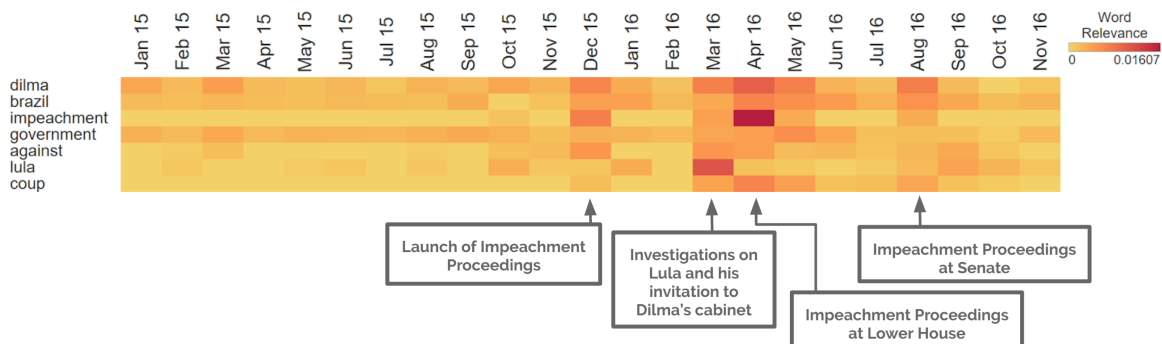 Jan 15
Feb 15
Mar 15
Apr 15
May 15
Jun 15
Jul 15
Aug 15
Sep 15
Oct 15
Nov 15
Dec 15
Jan 16
Feb 16
Mar 16
Apr 16
May 16
Jun 16
Jul 16
Aug 16
Sep 16
Oct 16
Nov 16
Word
Relevance
0 0.01607
dilma
brazil
impeachment
government
against
lula
coup
Launch of Impeachment
Proceedings
Investigations on
Lula and his
invitation to
Dilma's cabinet
Impeachment Proceedings
at Lower House
Impeachment Proceedings
at Senate